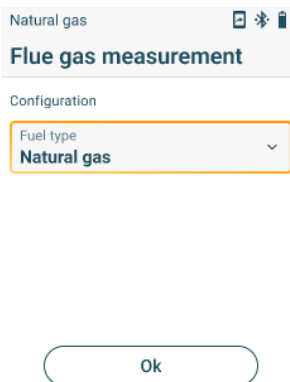 Natural gas
Flue gas measurement
Configuration
Fuel type
Natural gas
Ok